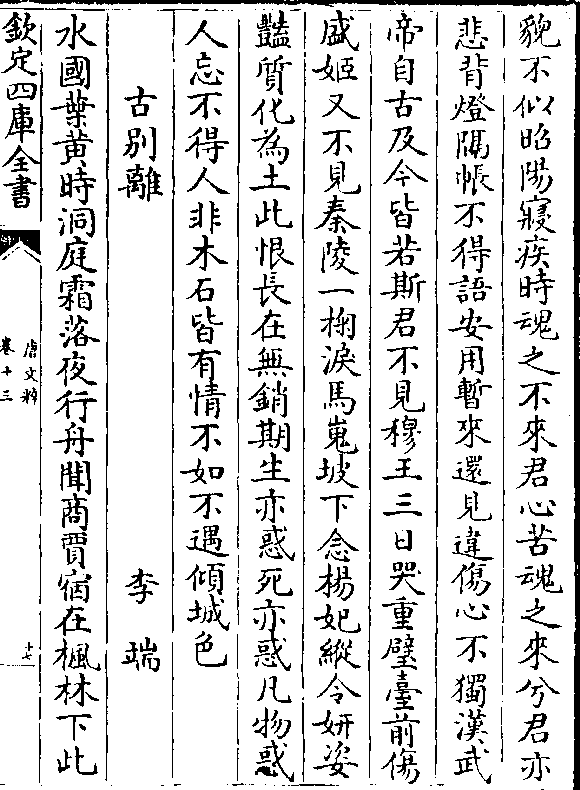 貌不似昭陽寢疾時魂之不來君心苦魂之來兮君亦
悲背燈隔帳不得語安用暫來還見違傷心不獨漢武
帝自古及今皆若斯君不見穆王三日哭重璧臺前傷
盛姬又不見秦陵一掬淚馬嵬坡下念楊妃縱令妍姿
豔質化為土此恨長在無銷期生亦惑死亦惑凡物惑
人忘不得人非木石皆有情不如不遇傾城色
古別離 李端
水國葉黃時洞庭霜落夜行舟聞商賈宿在楓林下此
欽定四庫全書
唐文粹
卷十三
十七